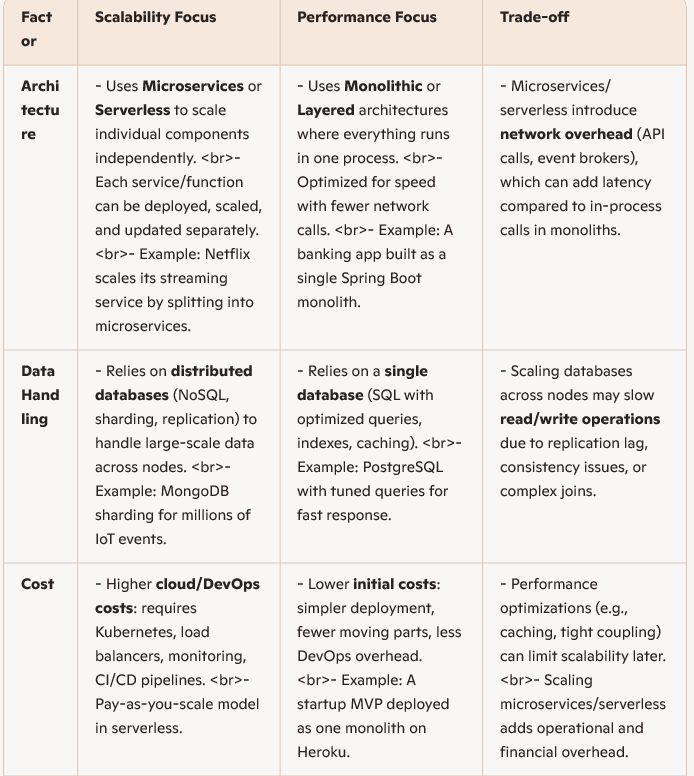 Fact
or
Scalability Focus
Performance Focus
Trade-off
Archi
tectu
re
- Uses Microservices or
Serverless to scale
individual components
independently. <br>-
Each service/function
can be deployed, scaled,
and updated separately.
<br>- Example: Netflix
scales its streaming
service by splitting into
microservices.
- Uses Monolithic or
Layered architectures
where everything runs
in one process. <br>-
Optimized for speed
with fewer network
calls. <br>- Example: A
banking app built as a
single Spring Boot
monolith.
- Microservices/
serverless introduce
network overhead (API
calls, event brokers),
which can add latency
compared to in-process
calls in monoliths.
Data
Hand
ling
- Relies on distributed
databases (NoSQL,
sharding, replication) to
handle large-scale data
across nodes. <br>-
Example: MongoDB
sharding for millions of
IoT events.
- Relies on a single
database (SQL with
optimized queries,
indexes, caching). <br>-
Example: PostgreSQL
with tuned queries for
fast response.
- Scaling databases
across nodes may slow
read/write operations
due to replication lag,
consistency issues, or
complex joins.
Cost
- Higher cloud/DevOps
costs: requires
Kubernetes, load
balancers, monitoring,
CI/CD pipelines. <br>-
Pay-as-you-scale model
in serverless.
- Lower initial costs:
simpler deployment,
fewer moving parts, less
DevOps overhead.
<br>- Example: A
startup MVP deployed
as one monolith on
Heroku.
- Performance
optimizations (e.g.,
caching, tight coupling)
can limit scalability later.
<br>- Scaling
microservices/serverless
adds operational and
financial overhead.